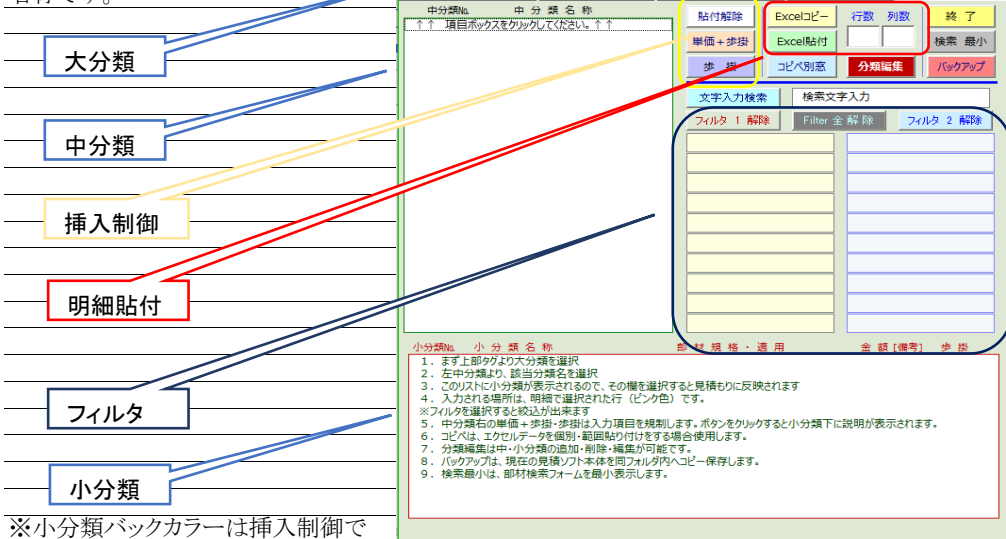 大分類
中分類
挿入制御
明細貼付
フィルタ
小分類
※小分類バックカラーは挿入制御で
中分類№ 中 分 類 名 称
↑ ↑ 項目ボックスをクリックしてください。↑ ↑
貼付解除 Excelコピー 行数 列数 終 了
単価+歩掛 Excel貼付 検索 最小
歩 掛 コピペ別窓 分類編集 バックアップ
文字入力検索 検索文字入力
フィルタ 1 解除 Filter 全 解 除 フィルタ 2 解除
小分類№ 小 分 類 名 称 部 材 規 格 ・ 適 用 金 額 [備考] 歩 掛
1.まず上部タグより大分類を選択
2.左中分類より、該当分類名を選択
3.このリストに小分類が表示されるので、その欄を選択すると見積もりに反映されます
4.入力される場所は、明細で選択された行(ピンク色)です。
※フィルタを選択すると絞込が出来ます
5.中分類右の単価+歩掛・歩掛は入力項目を規制します。ボタンをクリックすると小分類下に説明が表示されます。
6.コピペは、エクセルデータを個別・範囲貼り付けをする場合使用します。
7.分類編集は中・小分類の追加・削除・編集が可能です。
8.バックアップは、現在の見積ソフト本体を同フォルダ内へコピー保存します。
9.検索最小は、部材検索フォームを最小表示します。